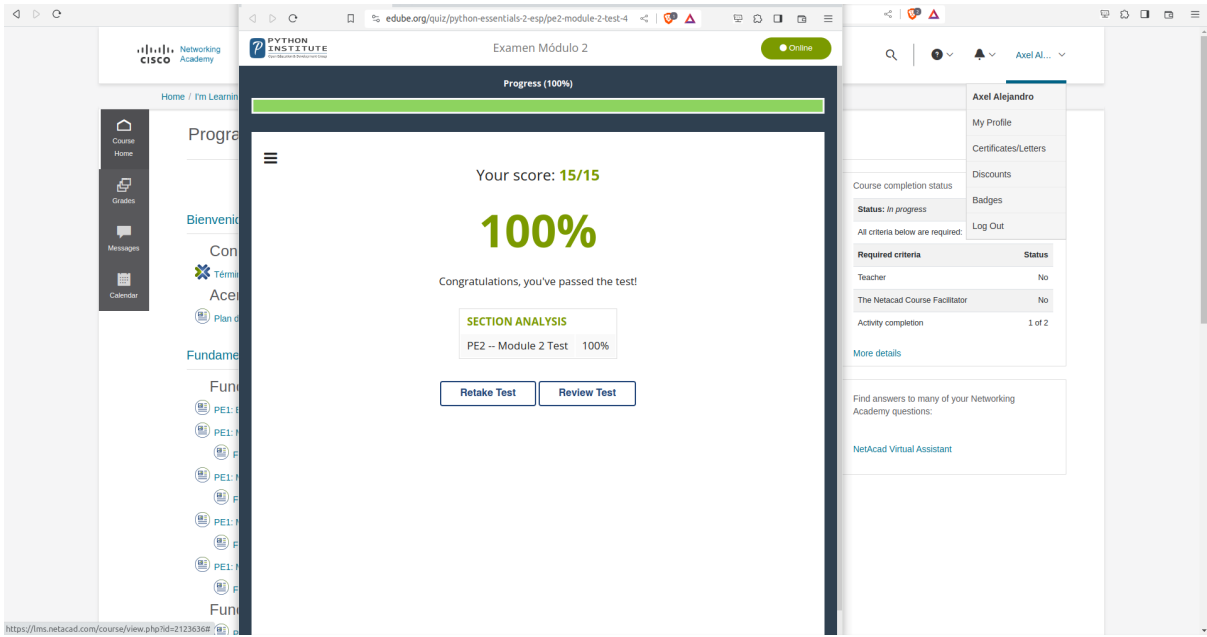 edube.org/quiz/python-essentials-2-esp/pe2-module-2-test-4
CISCO
Networking
Academy
Axel Al...
Home / I'm Learnin
Axel Alejandro
My Profile
Certificates/Letters
Discounts
Badges
Log Out
Course
Home
Grades
Messages
Calendar
Progra
Bienvenid
Con
Términ
Acer
Plan d
Fundame
Fun
PE1:
PE1:
F
PE1:
F
PE1:
F
PE1:
F
Fun
https://lms.netacad.com/course/view.php?id=2123636#
PYTHON
INSTITUTE
Open Education & Development Group
Examen Módulo 2
Online
Progress (100%)
Your score: 15/15
100%
Congratulations, you've passed the test!
SECTION ANALYSIS
PE2 -- Module 2 Test 100%
Retake Test
Review Test
Course completion status
Status: In progress
All criteria below are required:
Required criteria Status
Teacher No
The Netacad Course Facilitator No
Activity completion 1 of 2
More details
Find answers to many of your Networking
Academy questions:
NetAcad Virtual Assistant